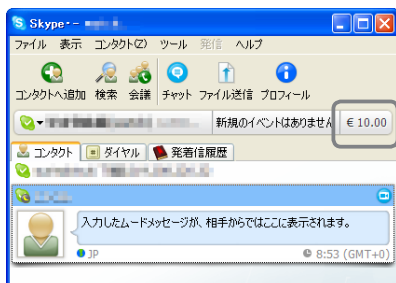 Skype™ -
ファイル 表示 コンタクト(Z) ツール 発信 ヘルプ
コンタクトへ追加 検索 会議 チャット ファイル送信 プロフィール
新規のイベントはありません € 10.00
コンタクト ダイヤル 発着信履歴
入力したムードメッセージが、相手からではここに表示されます。
JP 8:53 (GMT+0)